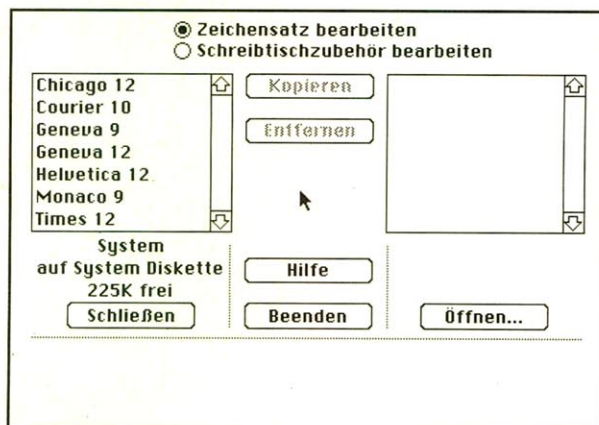 Zeichensatz bearbeiten
Schreibtischzubehör bearbeiten
Chicago 12
Courier 10
Geneva 9
Geneva 12
Helvetica 12
Monaco 9
Times 12
Kopieren
Entfernen
System
auf System Diskette
225K frei
Schließen
Hilfe
Beenden
Öffnen...